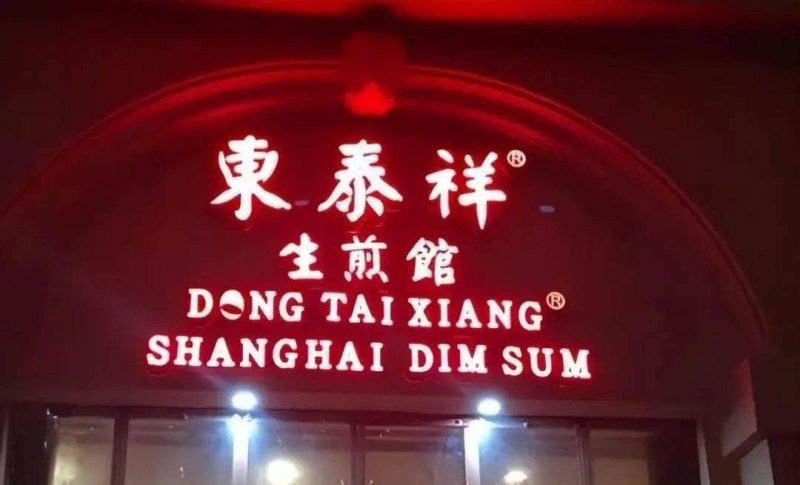 東泰祥®
生煎館
DONG TAI XIANG®
SHANGHAI DIM SUM